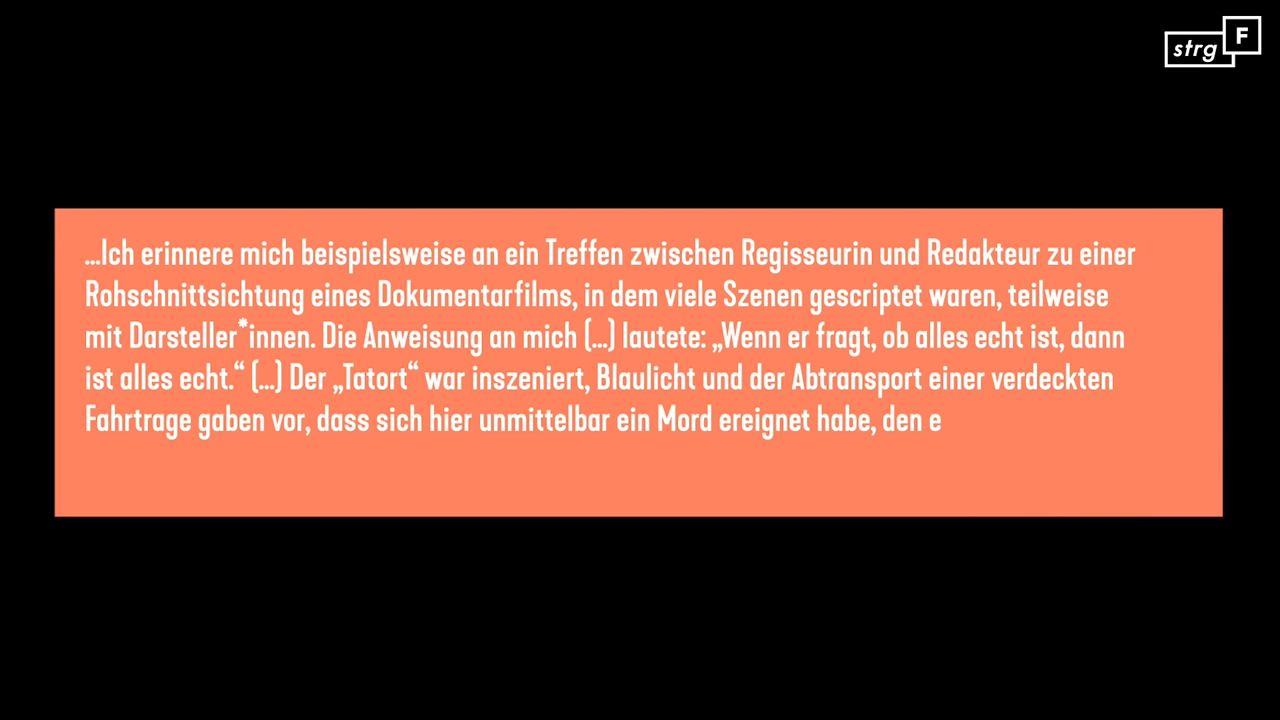 strg F
...Ich erinnere mich beispielsweise an ein Treffen zwischen Regisseurin und Redakteur zu einer
Rohschnittsichtung eines Dokumentarfilms, in dem viele Szenen gescriptet waren, teilweise
mit Darsteller*innen. Die Anweisung an mich (...) lautete: „Wenn er fragt, ob alles echt ist, dann
ist alles echt.“ (...) Der „Tatort“ war inszeniert, Blaulicht und der Abtransport einer verdeckten
Fahrtrage gaben vor, dass sich hier unmittelbar ein Mord ereignet habe, den e